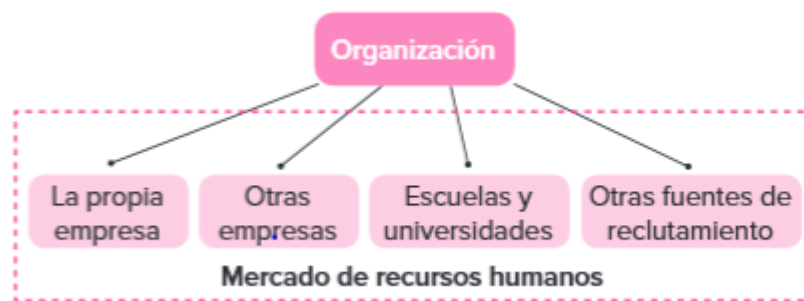 Organización
La propia
empresa
Otras
empresas
Escuelas y
universidades
Otras fuentes de
reclutamiento
Mercado de recursos humanos